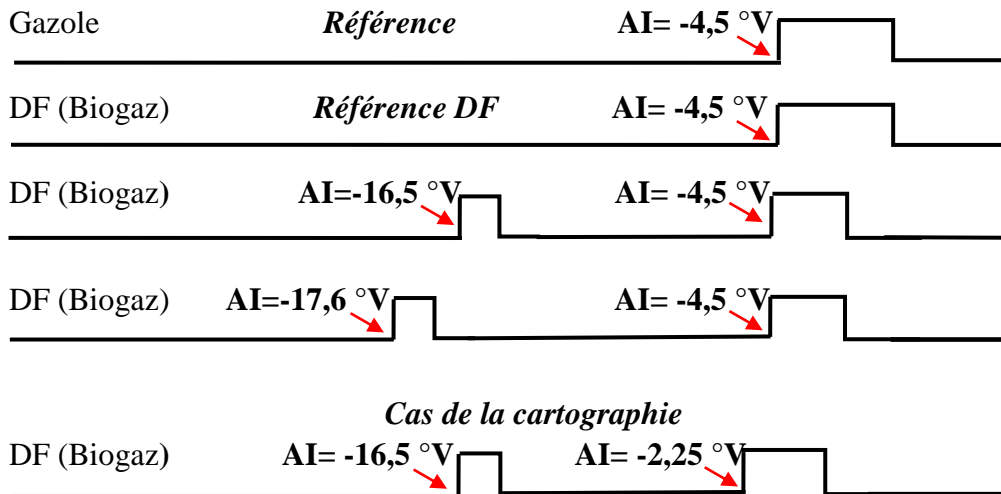 Gazole Référence AI= -4,5 °V
DF (Biogaz) Référence DF AI= -4,5 °V
DF (Biogaz) AI=-16,5 °V AI= -4,5 °V
DF (Biogaz) AI=-17,6 °V AI= -4,5 °V
Cas de la cartographie
DF (Biogaz) AI= -16,5 °V AI= -2,25 °V